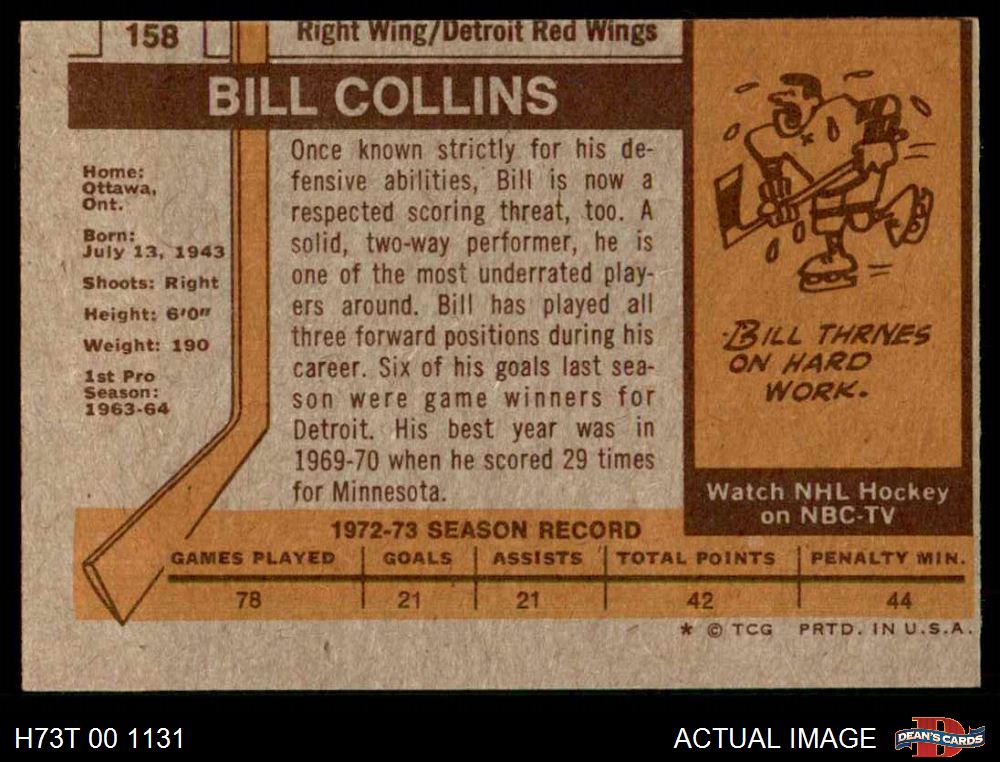 158
Right Wing/Detroit Red Wings
BILL COLLINS
Home:
Ottawa,
Ont.
Born:
July 13, 1943
Shoots: Right
Height: 6'0"
Weight: 190
1st Pro
Season:
1963-64
Once known strictly for his de-
fensive abilities, Bill is now a
respected scoring threat, too. A
solid, two-way performer, he is
one of the most underrated play-
ers around. Bill has played all
three forward positions during his
career. Six of his goals last sea-
son were game winners for
Detroit. His best year was in
1969-70 when he scored 29 times
for Minnesota.
BILL THRIVES
ON HARD
WORK.
Watch NHL Hockey
on NBC-TV
1972-73 SEASON RECORD
GAMES PLAYED GOALS ASSISTS TOTAL POINTS PENALTY MIN.
78 21 21 42 44
* © TCG PRTD. IN U.S.A.
H73T 00 1131
ACTUAL IMAGE
DEAN'S CARDS